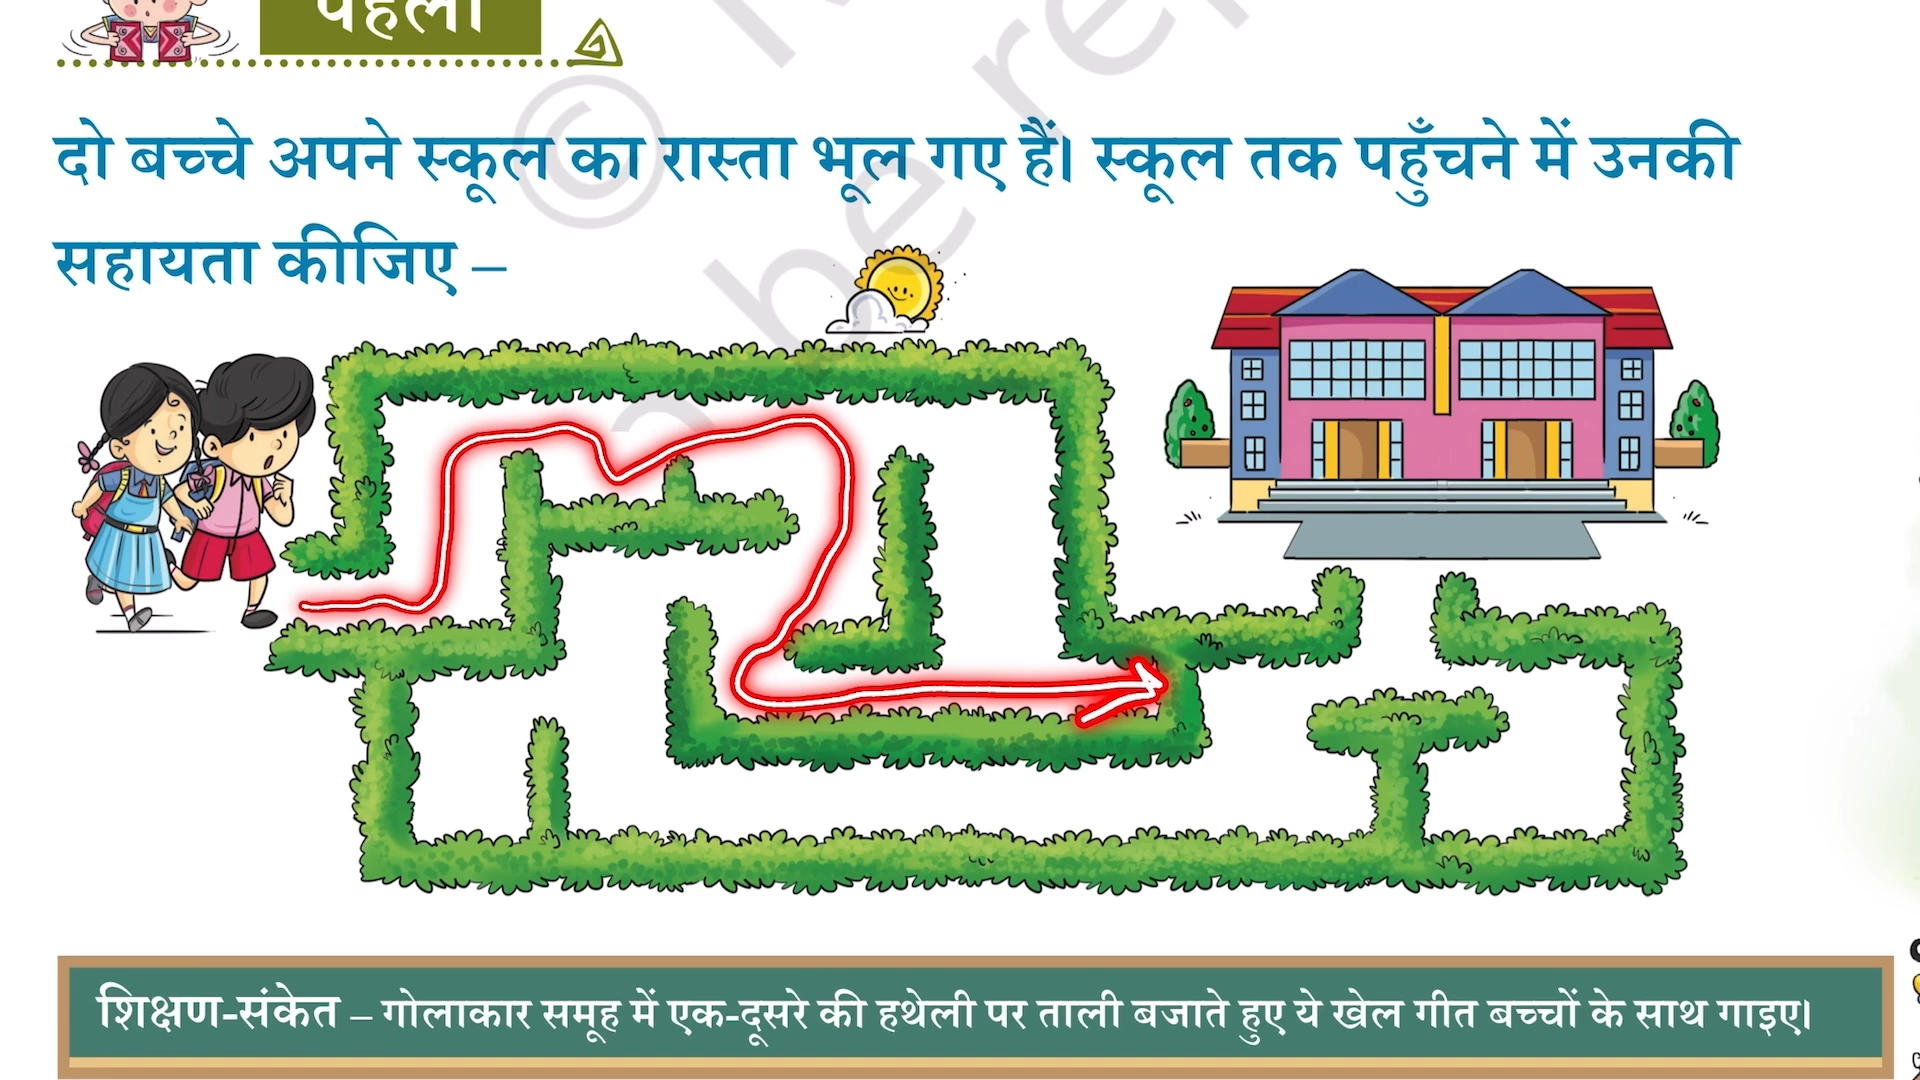 पहेली
दो बच्चे अपने स्कूल का रास्ता भूल गए हैं। स्कूल तक पहुँचने में उनकी
सहायता कीजिए –
शिक्षण-संकेत – गोलाकार समूह में एक-दूसरे की हथेली पर ताली बजाते हुए ये खेल गीत बच्चों के साथ गाइए।